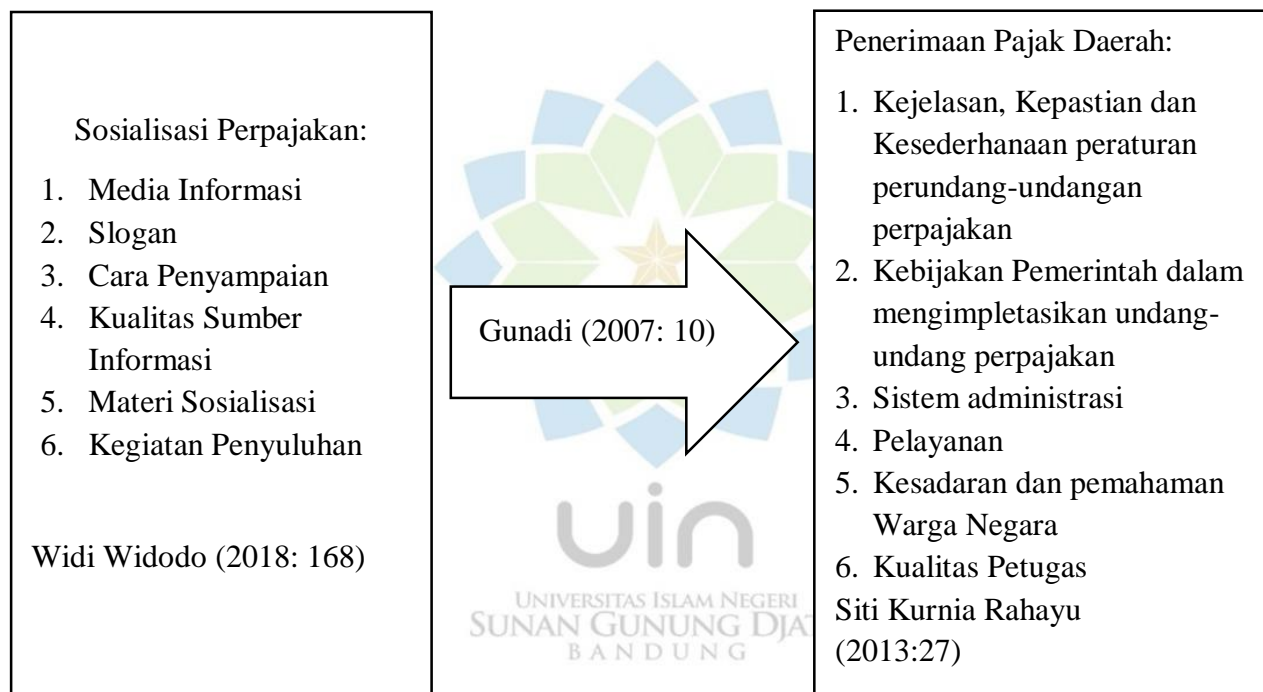 Sosialisasi Perpajakan:
1. Media Informasi
2. Slogan
3. Cara Penyampaian
4. Kualitas Sumber
Informasi
5. Materi Sosialisasi
6. Kegiatan Penyuluhan
Widi Widodo (2018: 168)
Gunadi (2007: 10)
Penerimaan Pajak Daerah:
1. Kejelasan, Kepastian dan
Kesederhanaan peraturan
perundang-undangan
perpajakan
2. Kebijakan Pemerintah dalam
mengimpletasikan undang-
undang perpajakan
3. Sistem administrasi
4. Pelayanan
5. Kesadaran dan pemahaman
Warga Negara
6. Kualitas Petugas
Siti Kurnia Rahayu
(2013:27)
uin
UNIVERSITAS ISLAM NEGERI
SUNAN GUNUNG DJAT
BANDUNG